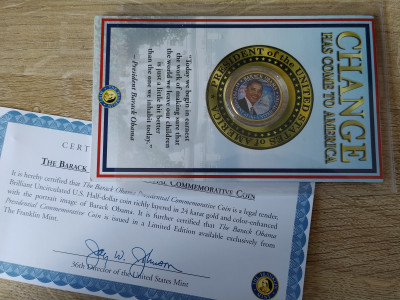 CHANGE
HAS COME TO AMERICA
PRESIDENT of the UNITED STATES of AMERICA
"Today we begin in earnest
the work of making sure that
the world we leave our children
is just a little bit better
than the one we inhabit today."
- President Barack Obama
CERT
THE BARACK
COMMEMORATIVE COIN
It is hereby certified that The Barack Obama Presidential Commemorative Coin is a legal tender,
Brilliant Uncirculated U.S. Half-dollar coin richly layered in 24 karat gold and color-enhanced
with the portrait image of Barack Obama. It is further certified that The Barack Obama
Presidential Commemorative Coin is issued in a Limited Edition available exclusively from
The Franklin Mint.
Jay W. Johnson
36th Director of the United States Mint